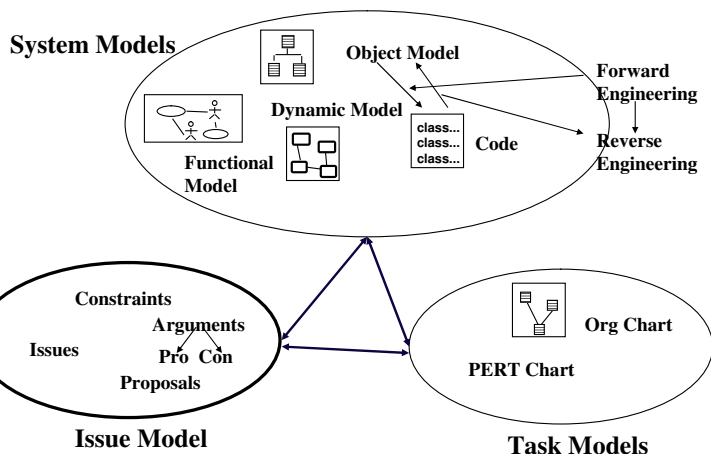 System Models
Object Model
Forward
Engineering
Dynamic Model
class...
class...
class...
Code
Reverse
Engineering
Functional
Model
Constraints
Arguments
Issues
Pro Con
Proposals
Org Chart
PERT Chart
Issue Model
Task Models